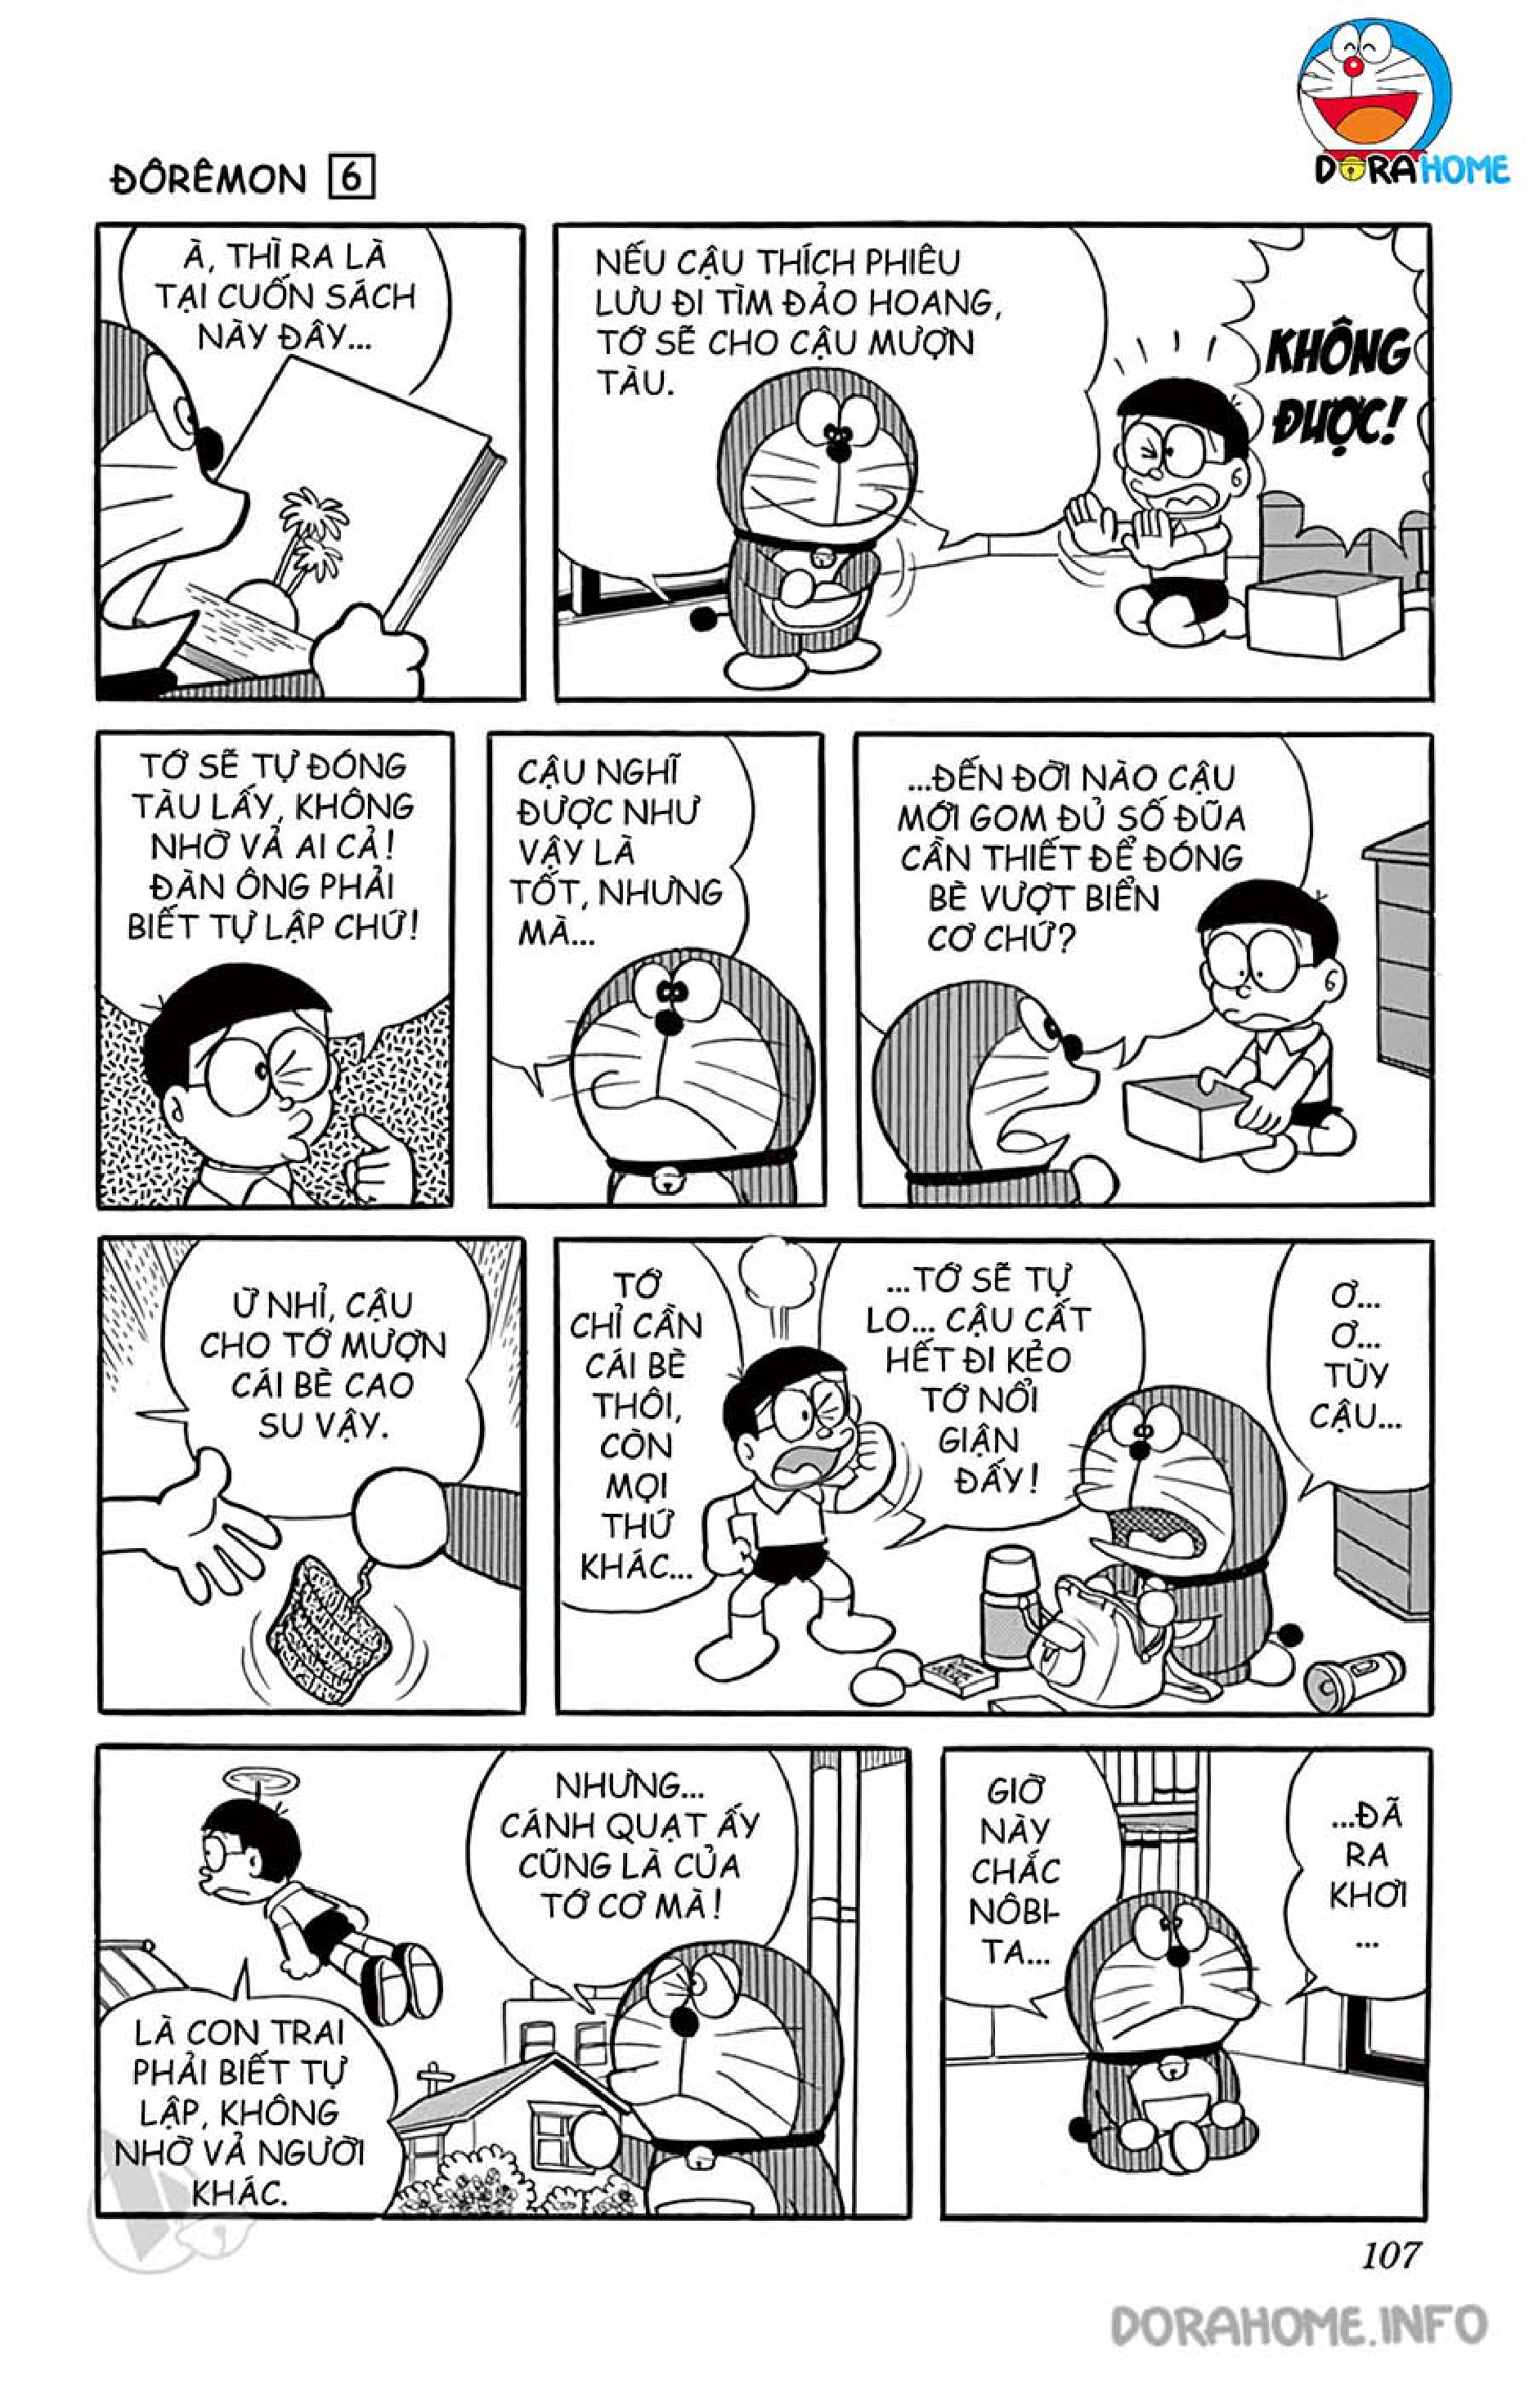 DORAHOME
ĐÔRÊMON 6
À, THÌ RA LÀ
TẠI CUỐN SÁCH
NÀY ĐÂY...
NẾU CẬU THÍCH PHIÊU
LƯU ĐI TÌM ĐẢO HOANG,
TỚ SẼ CHO CẬU MƯỢN
TÀU.
KHÔNG
ĐƯỢC!
TỚ SẼ TỰ ĐÓNG
TÀU LẤY, KHÔNG
NHỜ VẢ AI CẢ!
ĐÀN ÔNG PHẢI
BIẾT TỰ LẬP CHỨ!
CẬU NGHĨ
ĐƯỢC NHƯ
VẬY LÀ
TỐT, NHƯNG
MÀ...
...ĐẾN ĐỜI NÀO CẬU
MỚI GOM ĐỦ SỐ ĐŨA
CẦN THIẾT ĐỂ ĐÓNG
BÈ VƯỢT BIỂN
CƠ CHỨ?
Ừ NHỈ, CẬU
CHO TỚ MƯỢN
CÁI BÈ CAO
SU VẬY.
TỚ
CHỈ CẦN
CÁI BÈ
THÔI,
CÒN
MỌI
THỨ
KHÁC...
...TỚ SẼ TỰ
LO... CẬU CẤT
HẾT ĐI KẺO
TỚ NỔI
GIẬN
ĐẤY!
Ơ...
Ơ...
TÙY
CẬU...
NHƯNG...
CÁNH QUẠT ẤY
CŨNG LÀ CỦA
TỚ CƠ MÀ!
LÀ CON TRAI
PHẢI BIẾT TỰ
LẬP, KHÔNG
NHỜ VẢ NGƯỜI
KHÁC.
GIỜ
NÀY
CHẮC
NÔBI-
TA...
...ĐÃ
RA
KHƠI
...
107
DORAHOME.INFO